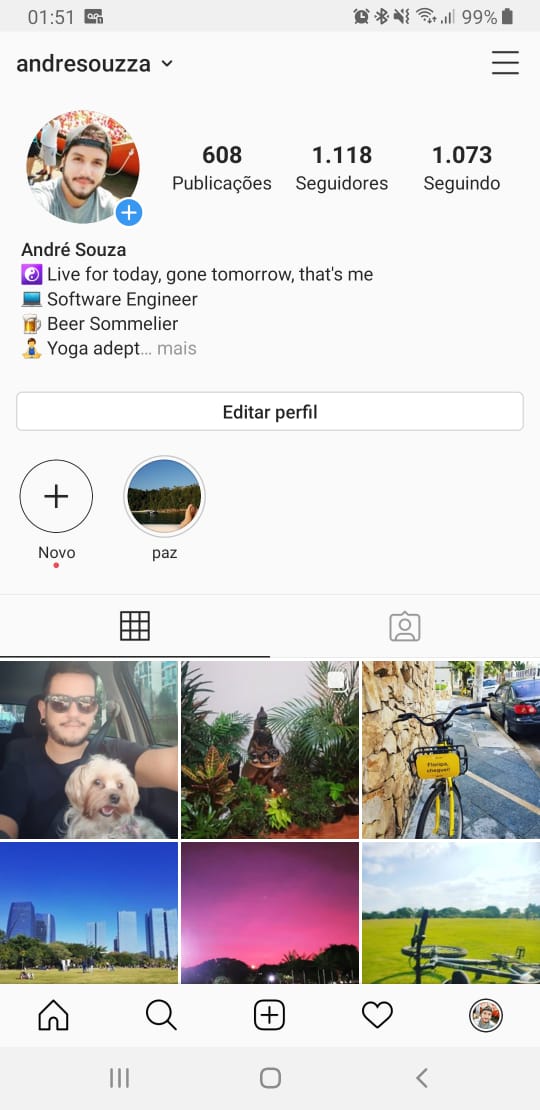 01:51
99%
andresouzza
608
1.118
1.073
Publicações
Seguidores
Seguindo
André Souza
☯️ Live for today, gone tomorrow, that's me
💻 Software Engineer
🍺 Beer Sommelier
🧘‍♂️ Yoga adept... mais
Editar perfil
Novo
paz
Floripa,
cheguei!